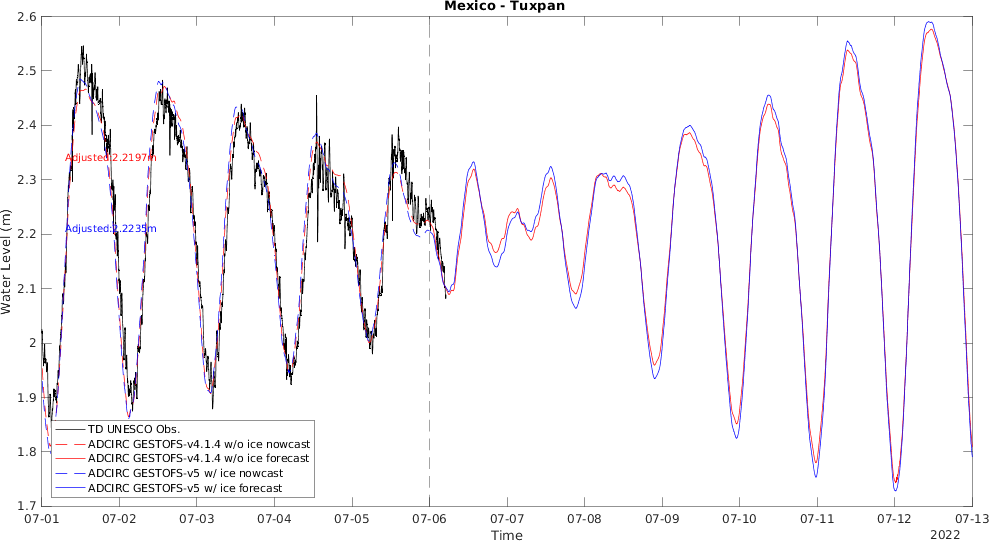 Mexico - Tuxpan
2.6
2.5
2.4
2.3
2.2
2.1
2
1.9
1.8
1.7
Water Level (m)
Adjusted:2.2197m
Adjusted:2.2235m
TD UNESCO Obs.
ADCIRC GESTOFS-v4.1.4 w/o ice nowcast
ADCIRC GESTOFS-v4.1.4 w/o ice forecast
ADCIRC GESTOFS-v5 w/ ice nowcast
ADCIRC GESTOFS-v5 w/ ice forecast
07-01 07-02 07-03 07-04 07-05 07-06 07-07 07-08 07-09 07-10 07-11 07-12 07-13
Time
2022